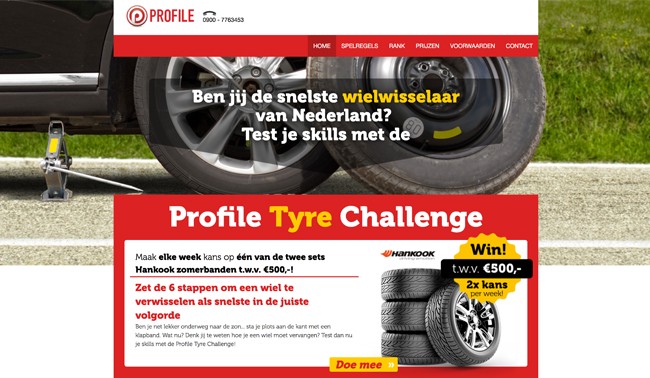 PROFILE
0900 - 7763453
HOME SPELREGELS RANK PRIJZEN VOORWAARDEN CONTACT
Ben jij de snelste wielwisselaar
van Nederland?
Test je skills met de
Profile Tyre Challenge
Maak elke week kans op één van de twee sets
Hankook zomerbanden t.w.v. €500,-!
Zet de 6 stappen om een wiel te
verwisselen als snelste in de juiste
volgorde
Ben je net lekker onderweg naar de zon... sta je plots aan de kant met een
klapband. Wat nu? Denk jij te weten hoe je een wiel moet vervangen? Test dan nu
je skills met de Profile Tyre Challenge!
HANKOOK
Win!
t.w.v. €500,-
2x kans
per week!
Doe mee »